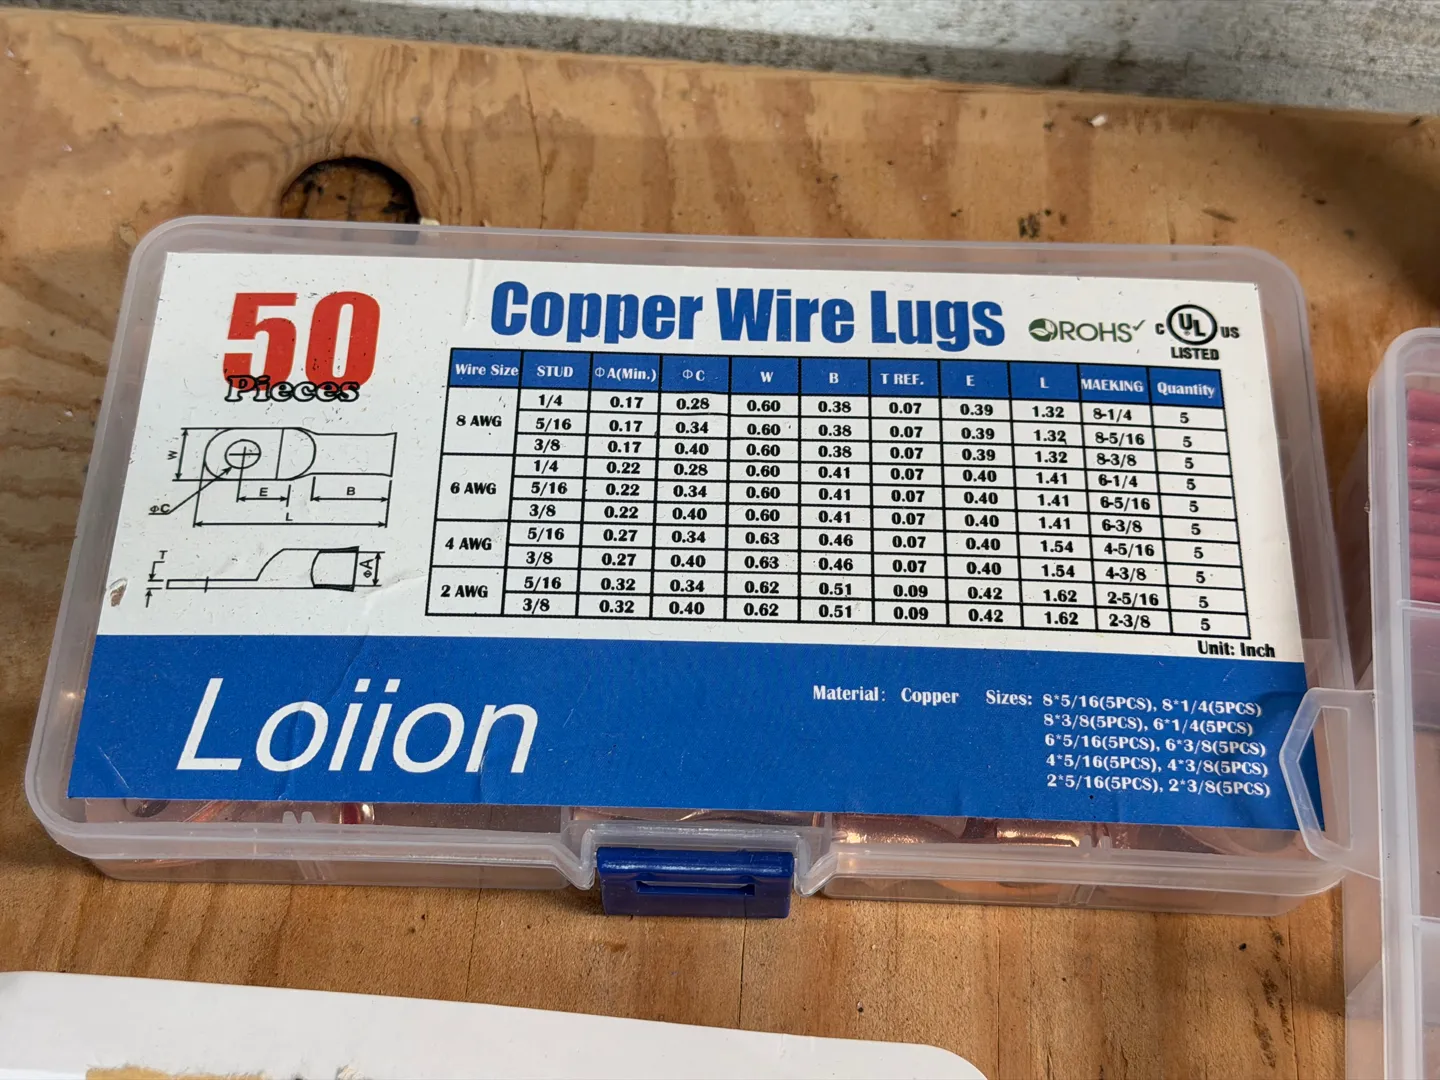 50
Pieces
Copper Wire Lugs
ROHS
C UL US
LISTED
Wire Size STUD ΦA(Min.) ΦC W B T REF. E L MAEKING Quantity
8 AWG 1/4 0.17 0.28 0.60 0.38 0.07 0.39 1.32 8-1/4 5
5/16 0.17 0.34 0.60 0.38 0.07 0.39 1.32 8-5/16 5
3/8 0.17 0.40 0.60 0.38 0.07 0.39 1.32 8-3/8 5
6 AWG 1/4 0.22 0.28 0.60 0.41 0.07 0.40 1.41 6-1/4 5
5/16 0.22 0.34 0.60 0.41 0.07 0.40 1.41 6-5/16 5
3/8 0.22 0.40 0.60 0.41 0.07 0.40 1.41 6-3/8 5
4 AWG 5/16 0.27 0.34 0.63 0.46 0.07 0.40 1.54 4-5/16 5
3/8 0.27 0.40 0.63 0.46 0.07 0.40 1.54 4-3/8 5
2 AWG 5/16 0.32 0.34 0.62 0.51 0.09 0.42 1.62 2-5/16 5
3/8 0.32 0.40 0.62 0.51 0.09 0.42 1.62 2-3/8 5
Unit: Inch
W
E
B
ΦC
L
T
ΦA
Loiion
Material: Copper Sizes: 8*5/16(5PCS), 8*1/4(5PCS)
8*3/8(5PCS), 6*1/4(5PCS)
6*5/16(5PCS), 6*3/8(5PCS)
4*5/16(5PCS), 4*3/8(5PCS)
2*5/16(5PCS), 2*3/8(5PCS)